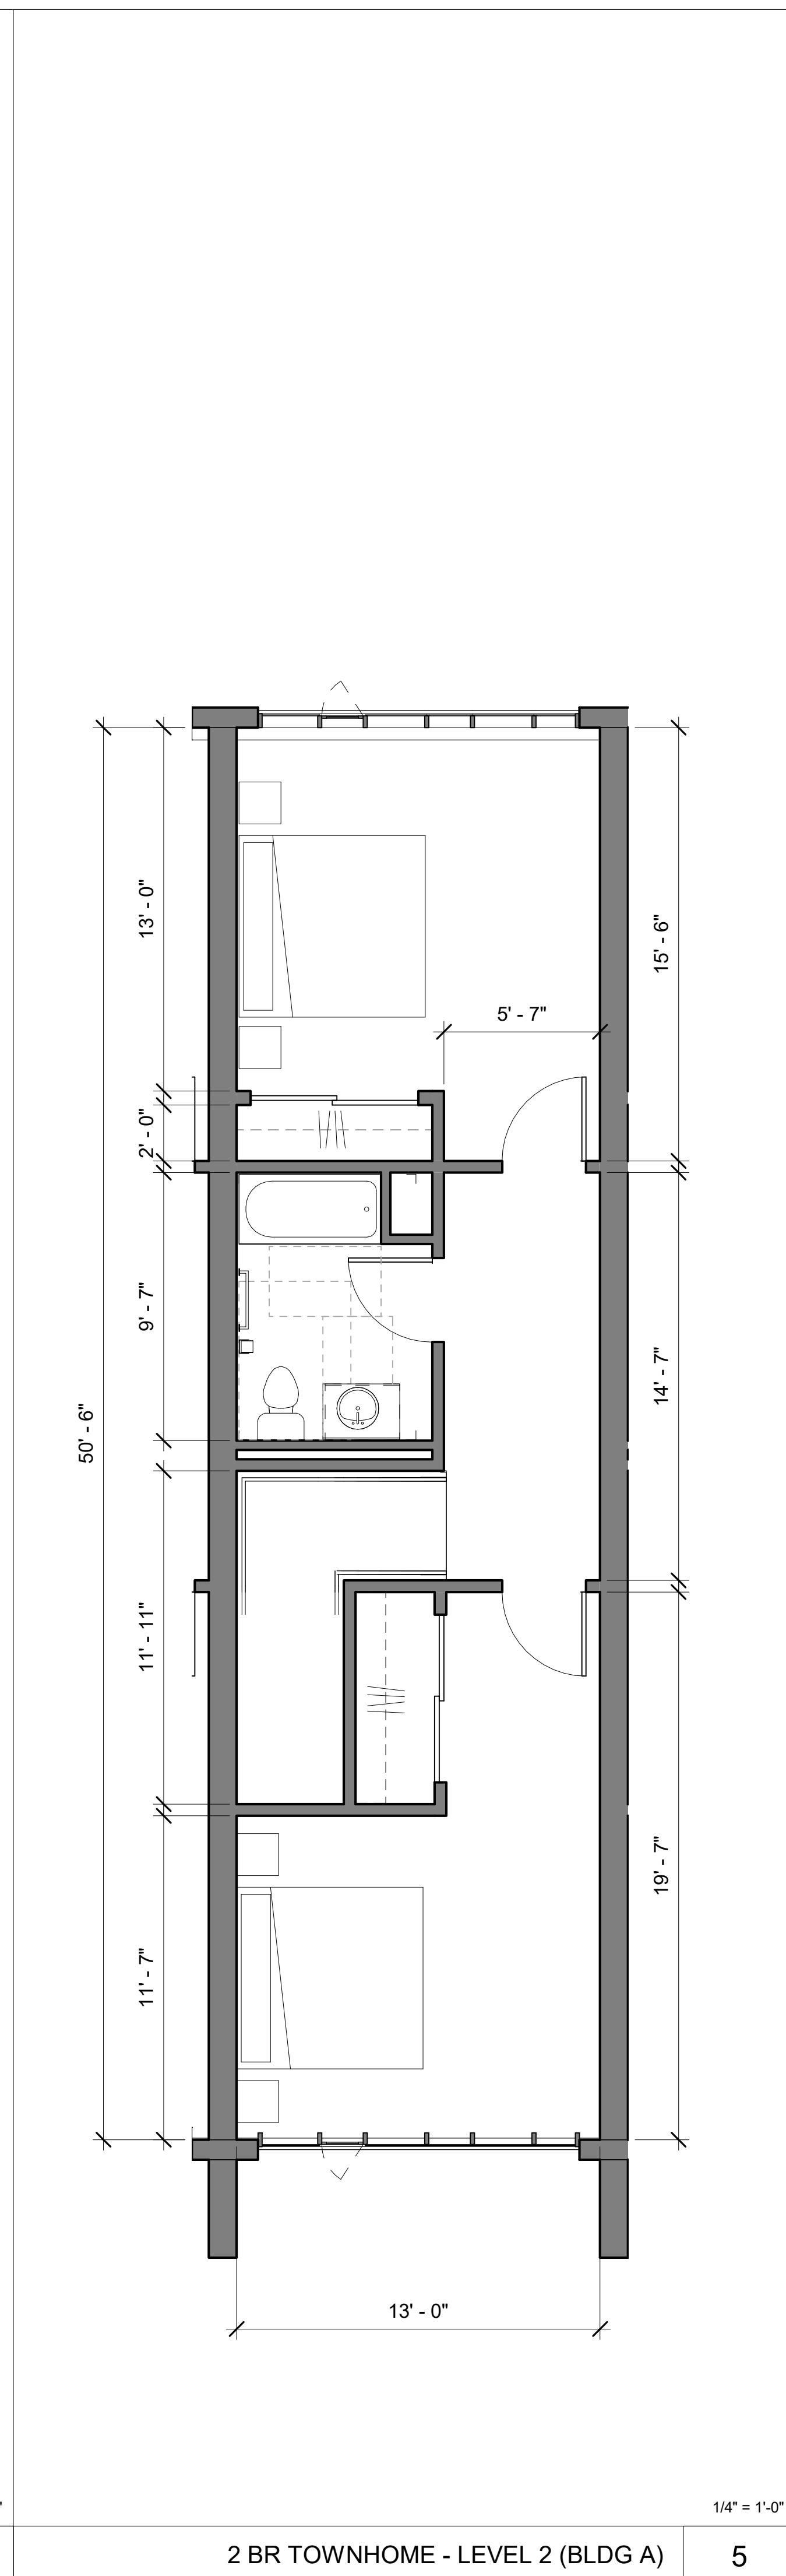 13' - 0"
15' - 6"
5' - 7"
2' - 0"
9' - 7"
14' - 7"
50' - 6"
11' - 11"
19' - 7"
11' - 7"
13' - 0"
1/4" = 1'-0"
2 BR TOWNHOME - LEVEL 2 (BLDG A)
5